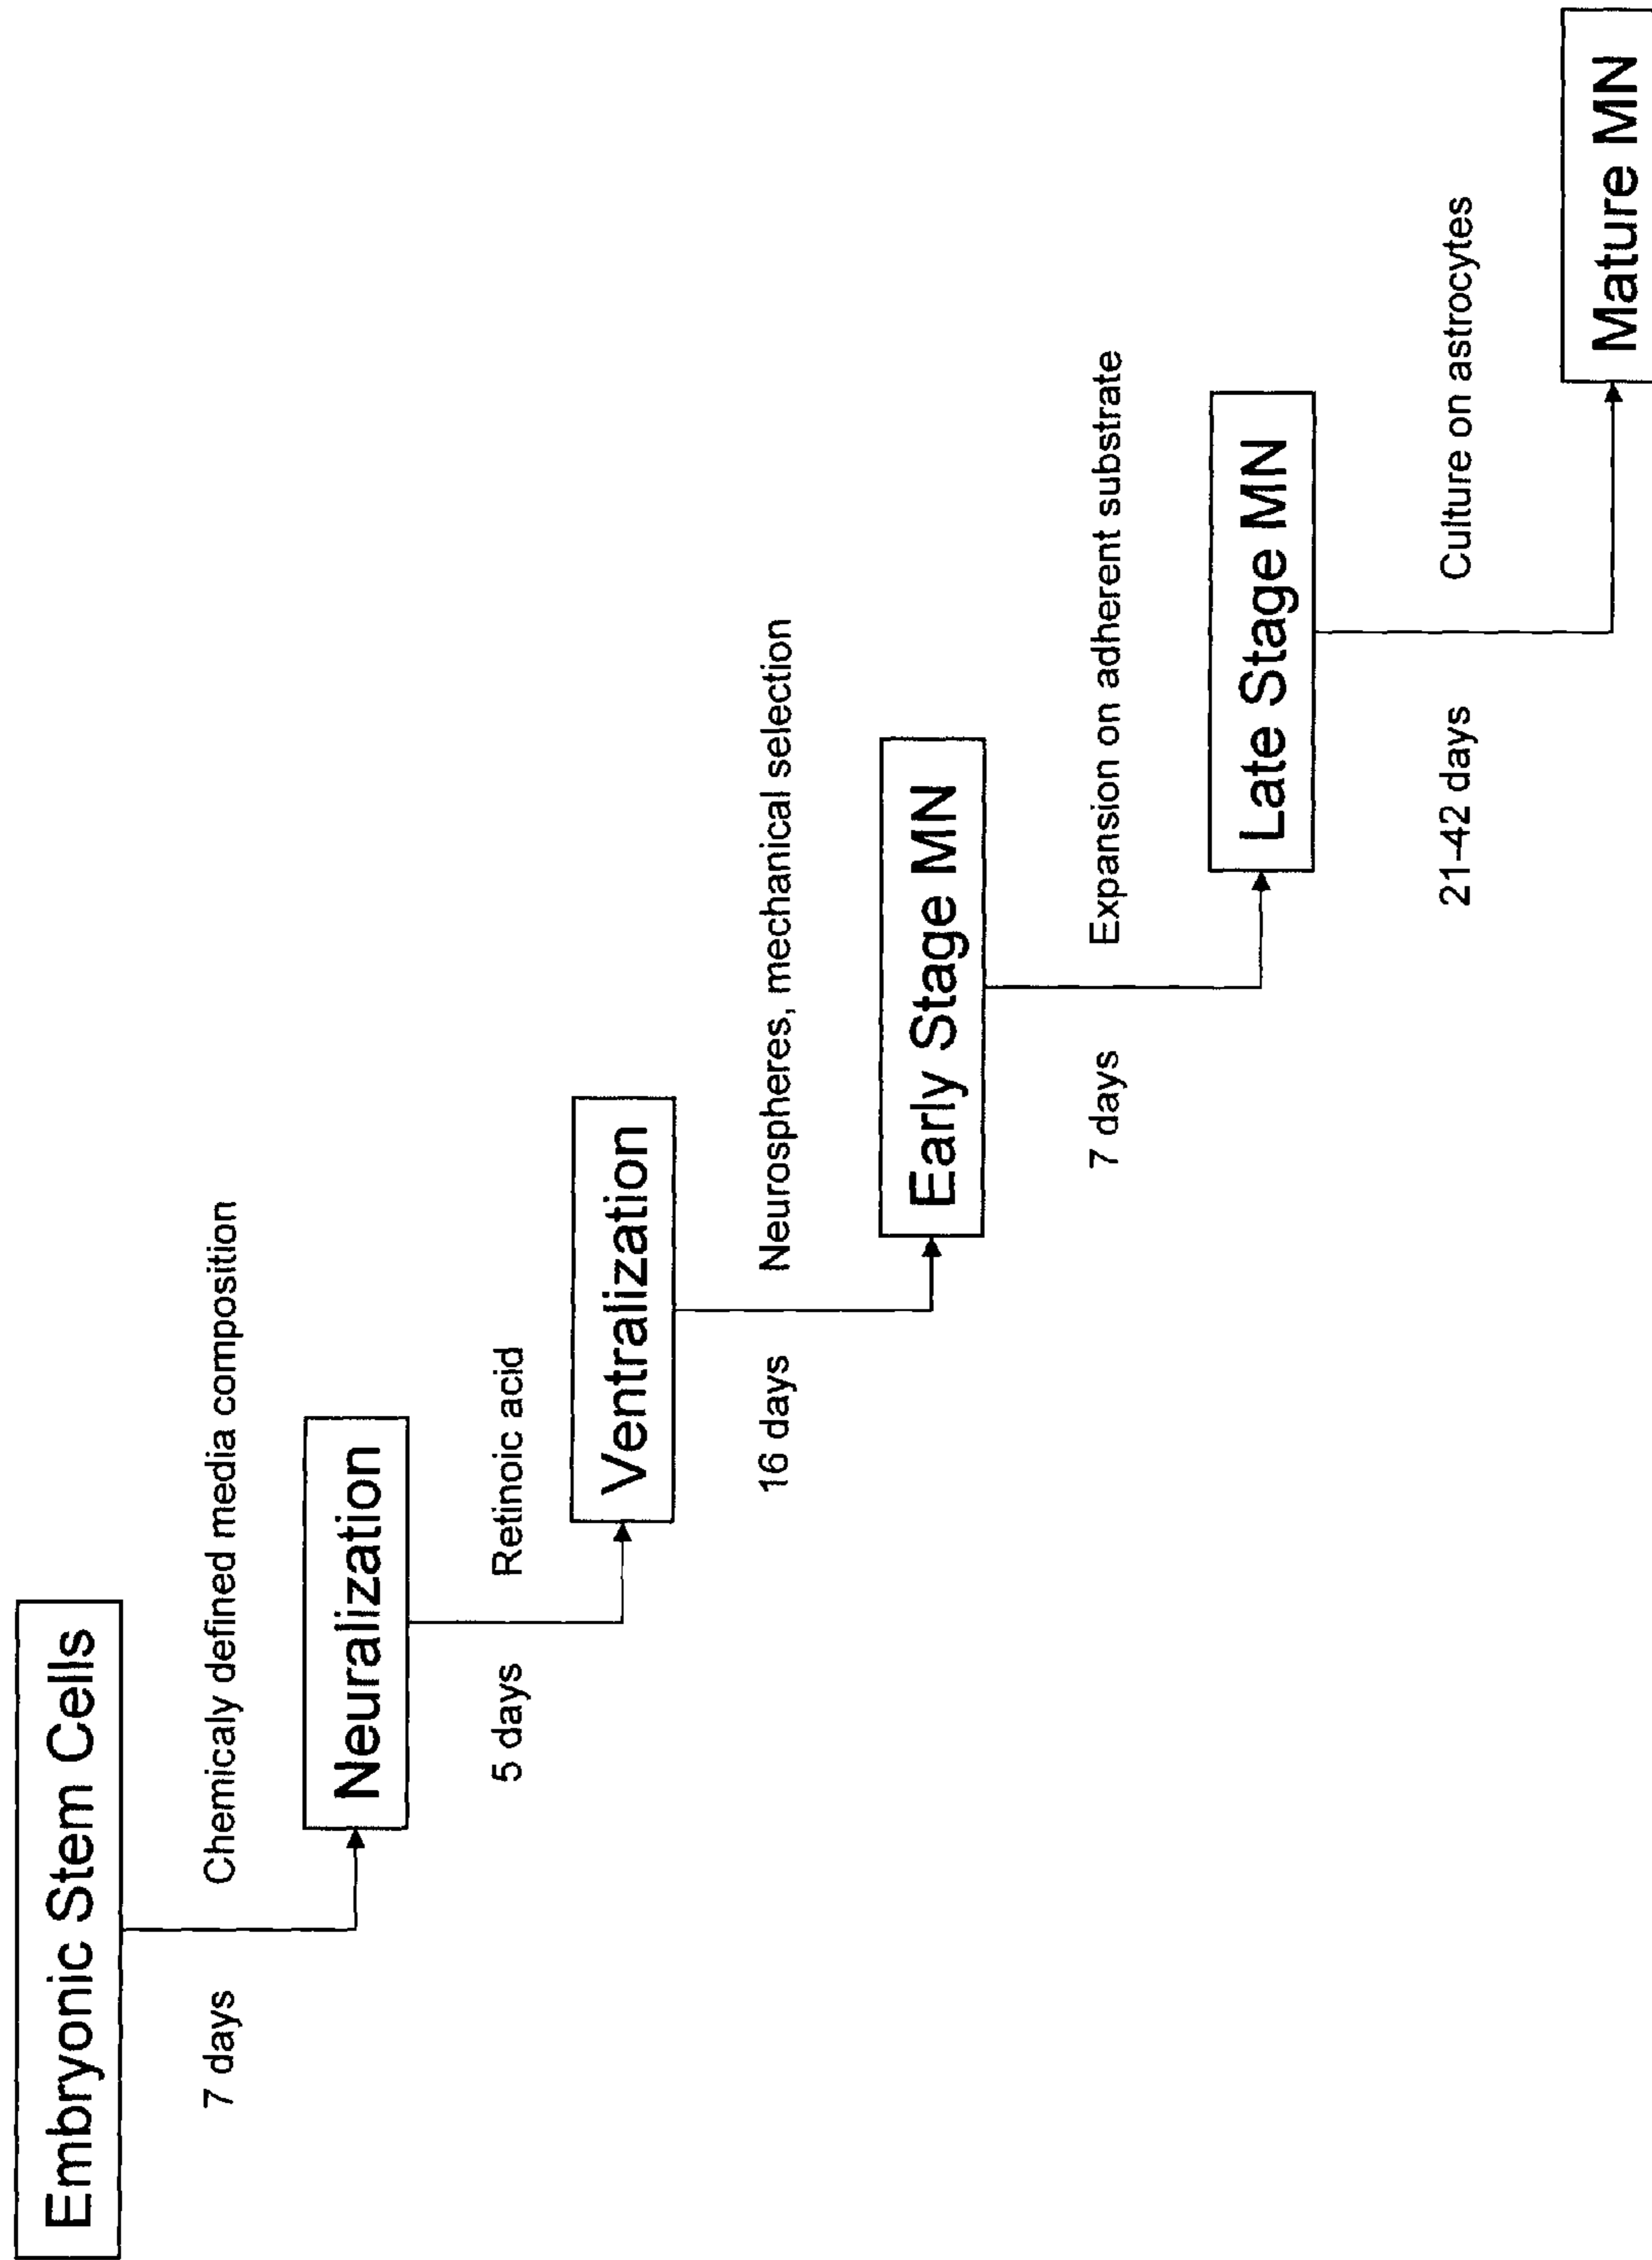 Embryonic Stem Cells
7 days Chemicaly defined media composition
Neuralization
5 days Retinoic acid
Ventralization
16 days Neurospheres, mechanical selection
Early Stage MN
7 days Expansion on adherent substrate
Late Stage MN
21-42 days Culture on astrocytes
Mature MN